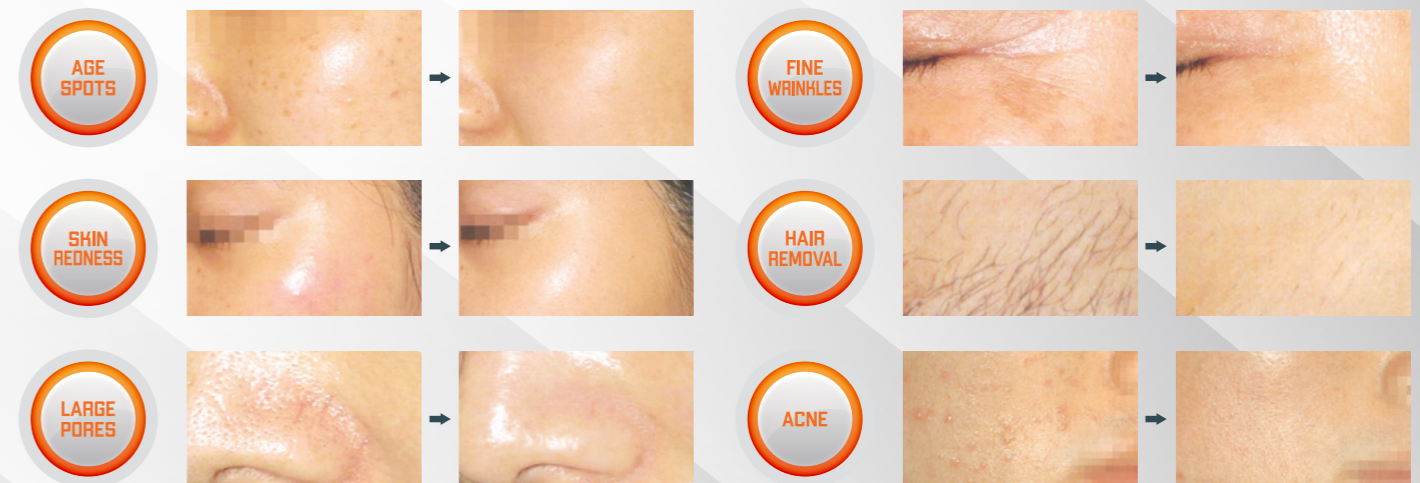 AGE
SPOTS
FINE
WRINKLES
SKIN
REDNESS
HAIR
REMOVAL
LARGE
PORES
ACNE